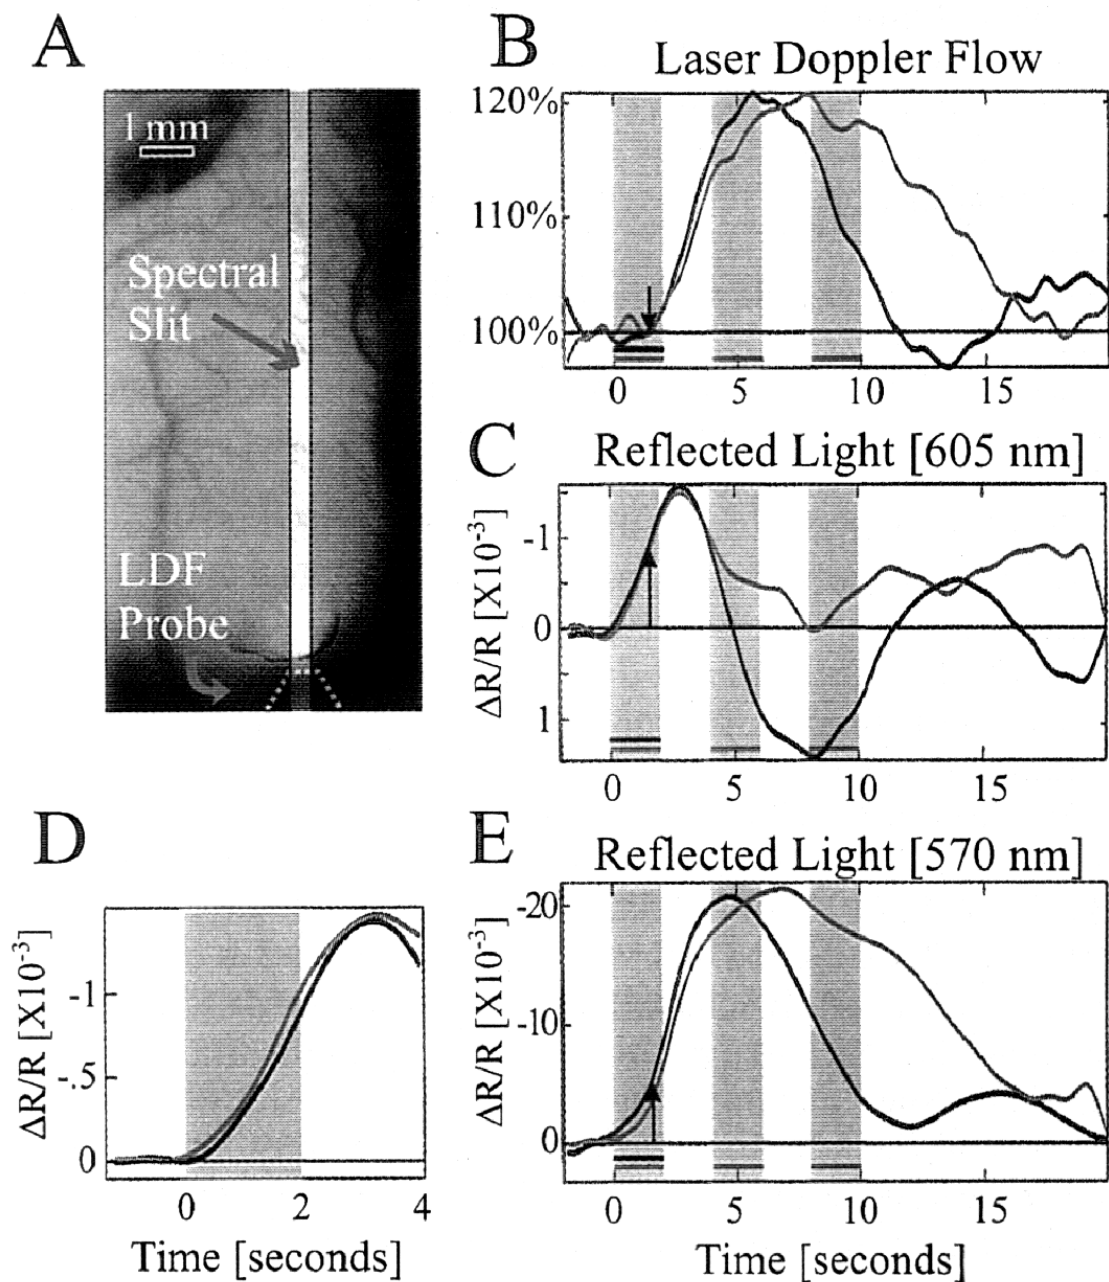 A
1 mm
Spectral
Slit
LDF
Probe
B
Laser Doppler Flow
120%
110%
100%
0 5 10 15
C
Reflected Light [605 nm]
ΔR/R [X10⁻³]
-1
0
1
0 5 10 15
D
ΔR/R [X10⁻³]
-1
-.5
0
0 2 4
Time [seconds]
E
Reflected Light [570 nm]
ΔR/R [X10⁻³]
-20
-10
0
0 5 10 15
Time [seconds]